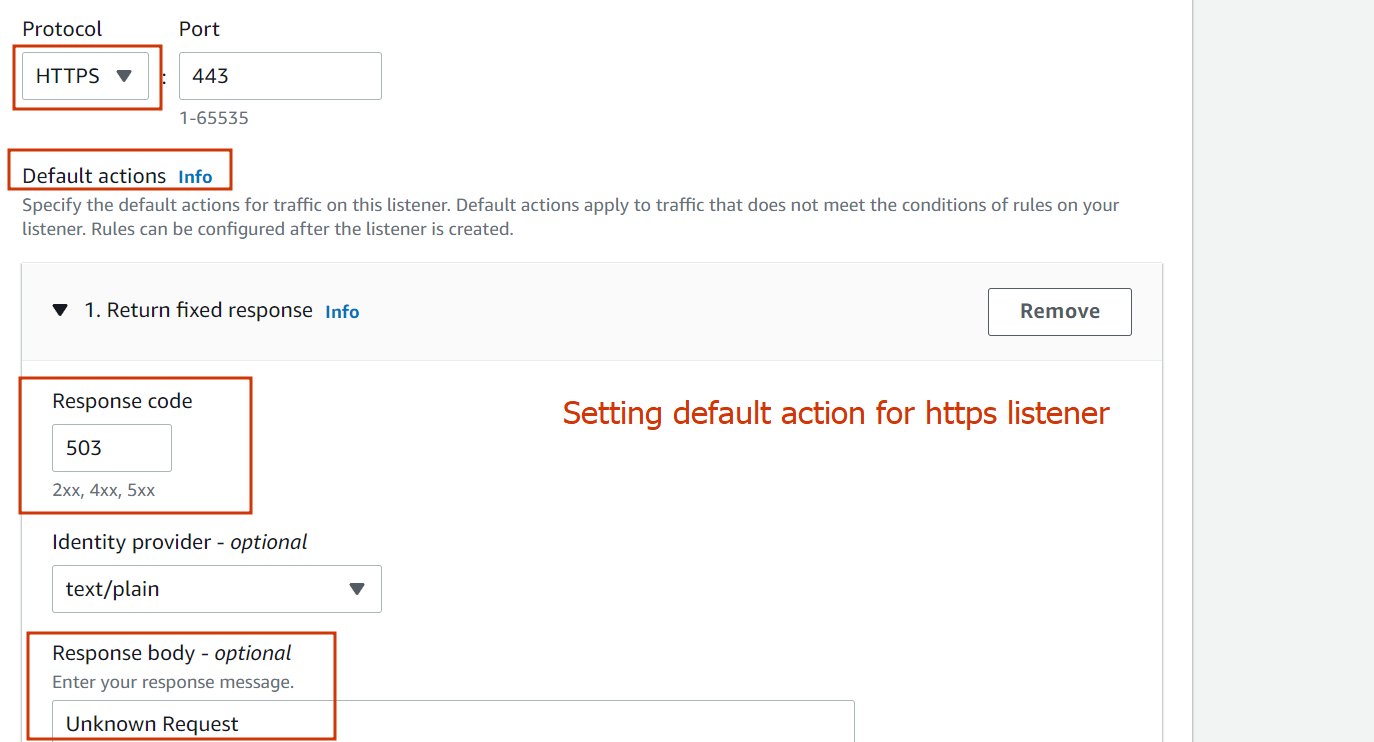 Protocol Port
HTTPS : 443
1-65535
Default actions Info
Specify the default actions for traffic on this listener. Default actions apply to traffic that does not meet the conditions of rules on your
listener. Rules can be configured after the listener is created.
1. Return fixed response Info Remove
Response code
Setting default action for https listener
503
2xx, 4xx, 5xx
Identity provider - optional
text/plain
Response body - optional
Enter your response message.
Unknown Request